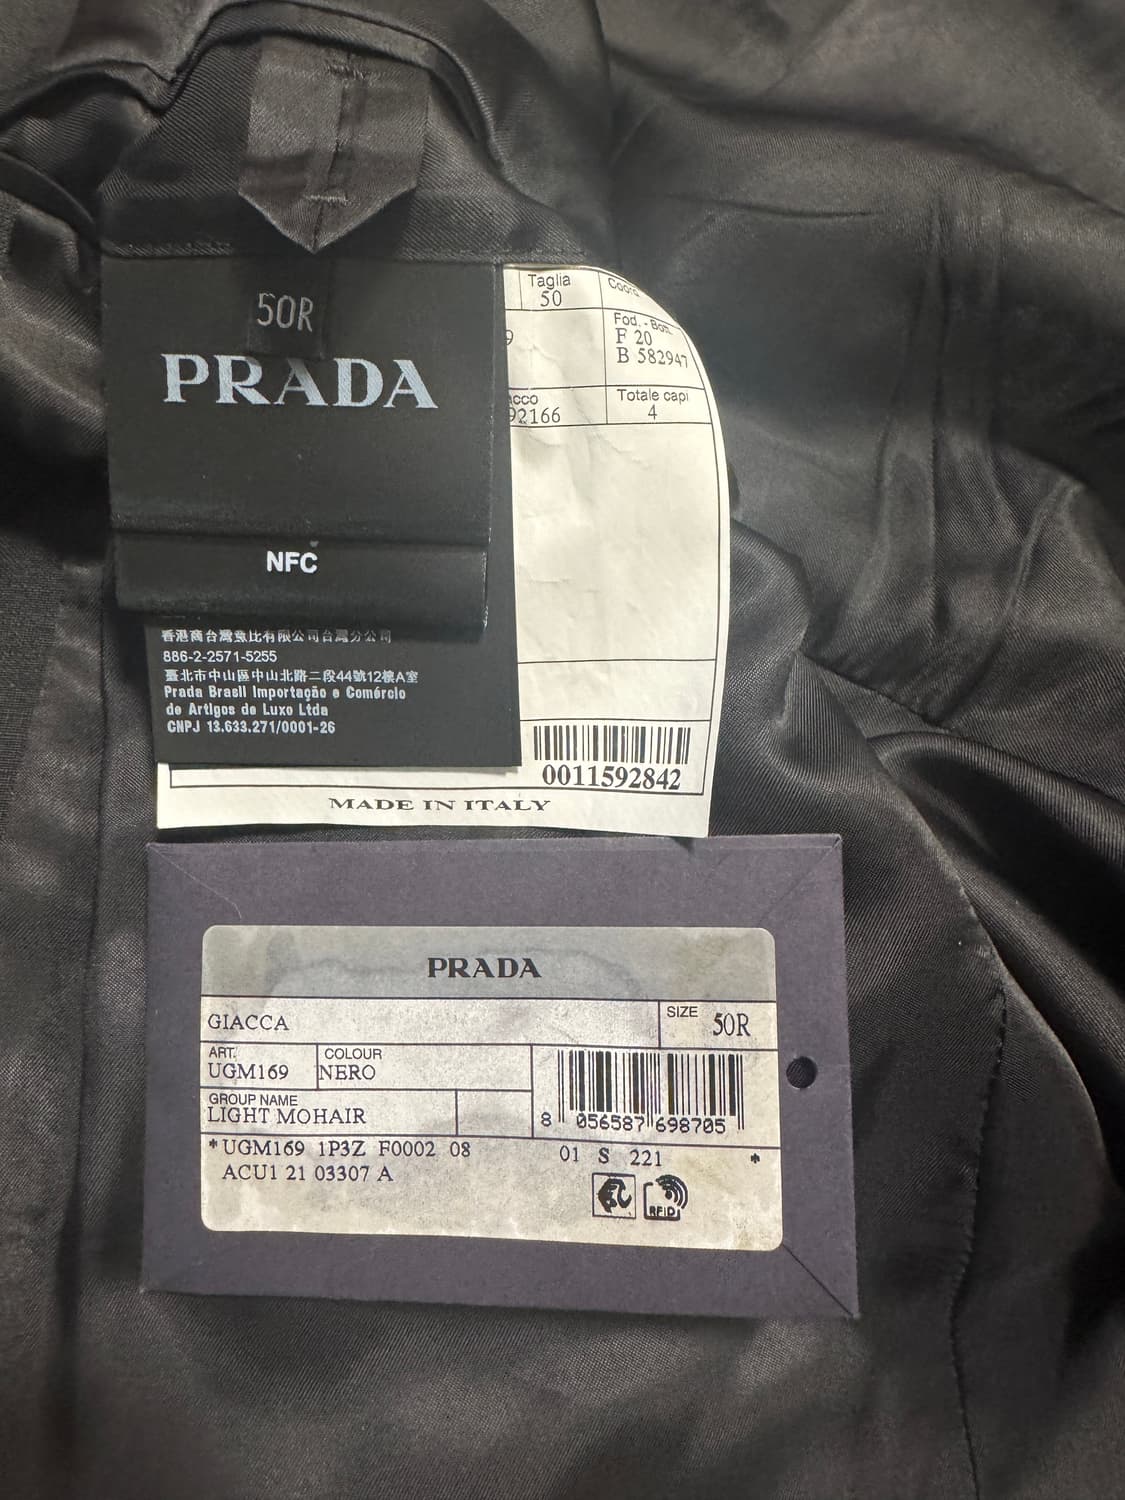 50R
PRADA
NFC
香港商台灣
有限公司台灣分公司
886-2-2571-5255
臺北市中山區中山北路二段44號12樓A室
Prada Brasil Importação e Comércio
de Artigos de Luxo Ltda
CNPJ 13.633.271/0001-26
Taglia
50
Fod. - Bott.
F 20
B 582947
92166
Totale capi
4
0011592842
MADE IN ITALY
PRADA
GIACCA
SIZE 50R
ART.
UGM169
COLOUR
NERO
GROUP NAME
LIGHT MOHAIR
8 056587 698705
*UGM169 1P3Z F0002 08 01 S 221 *
ACU1 21 03307 A
RFID